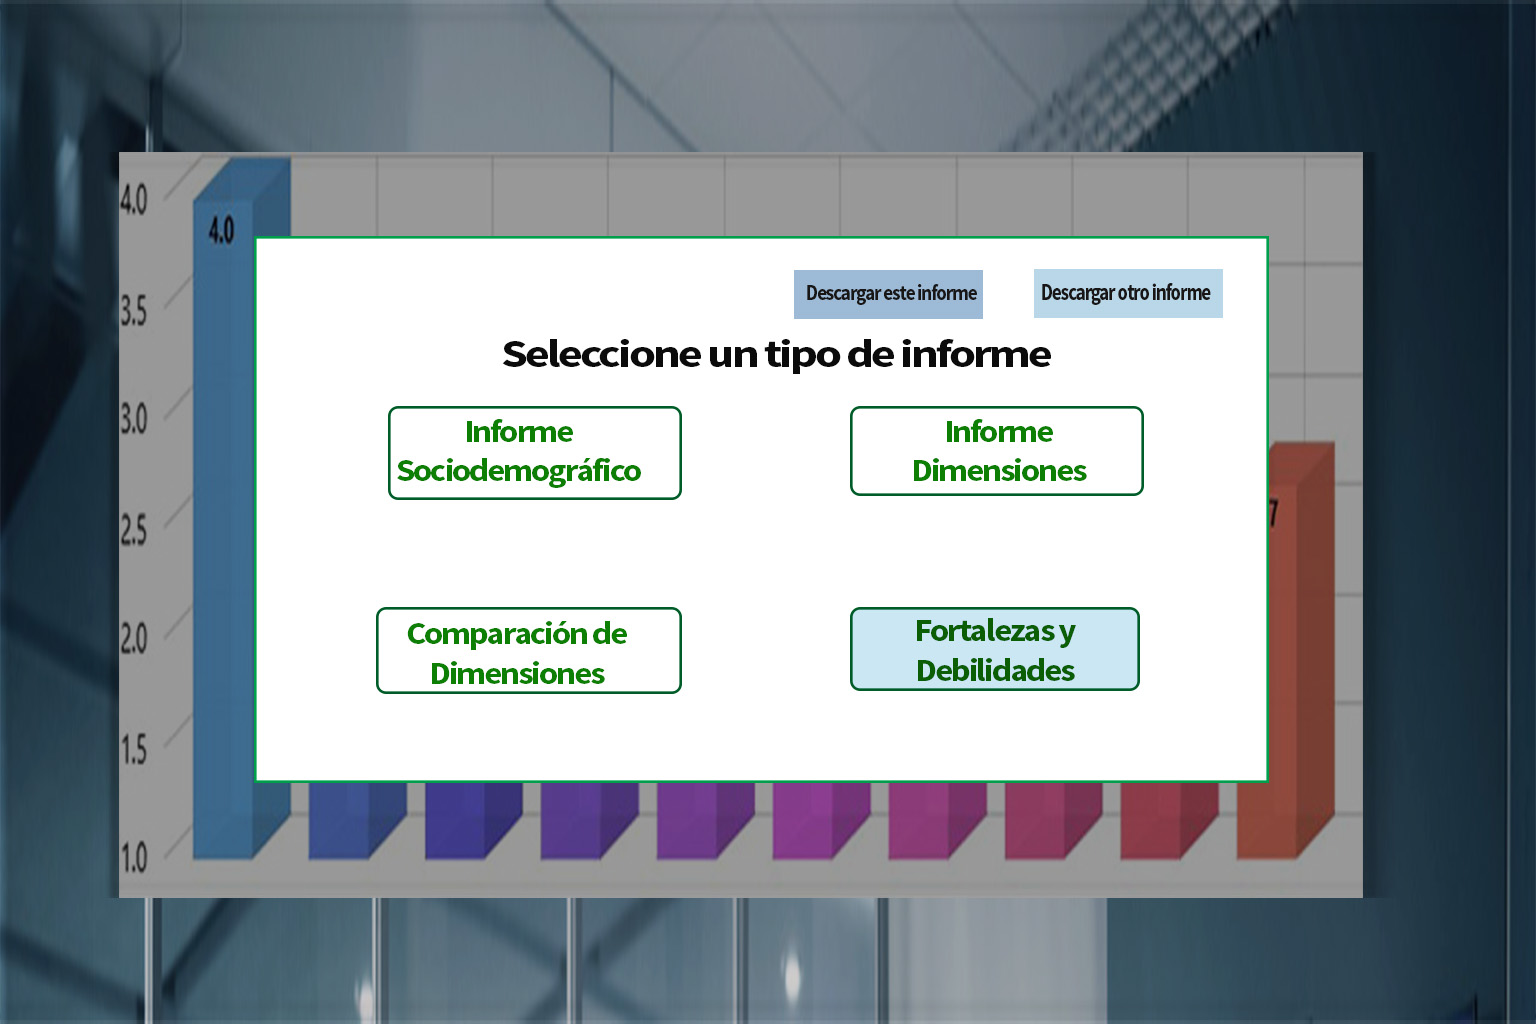 4.0
4.0
3.5
3.0
2.5
2.0
1.5
1.0
7
Descargar este informe
Descargar otro informe
Seleccione un tipo de informe
Informe
Sociodemográfico
Informe
Dimensiones
Comparación de
Dimensiones
Fortalezas y
Debilidades